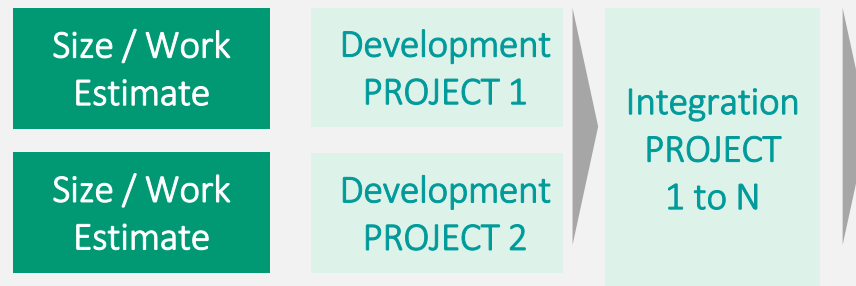 Size / Work
Estimate
Development
PROJECT 1
Integration
PROJECT
1 to N
Size / Work
Estimate
Development
PROJECT 2